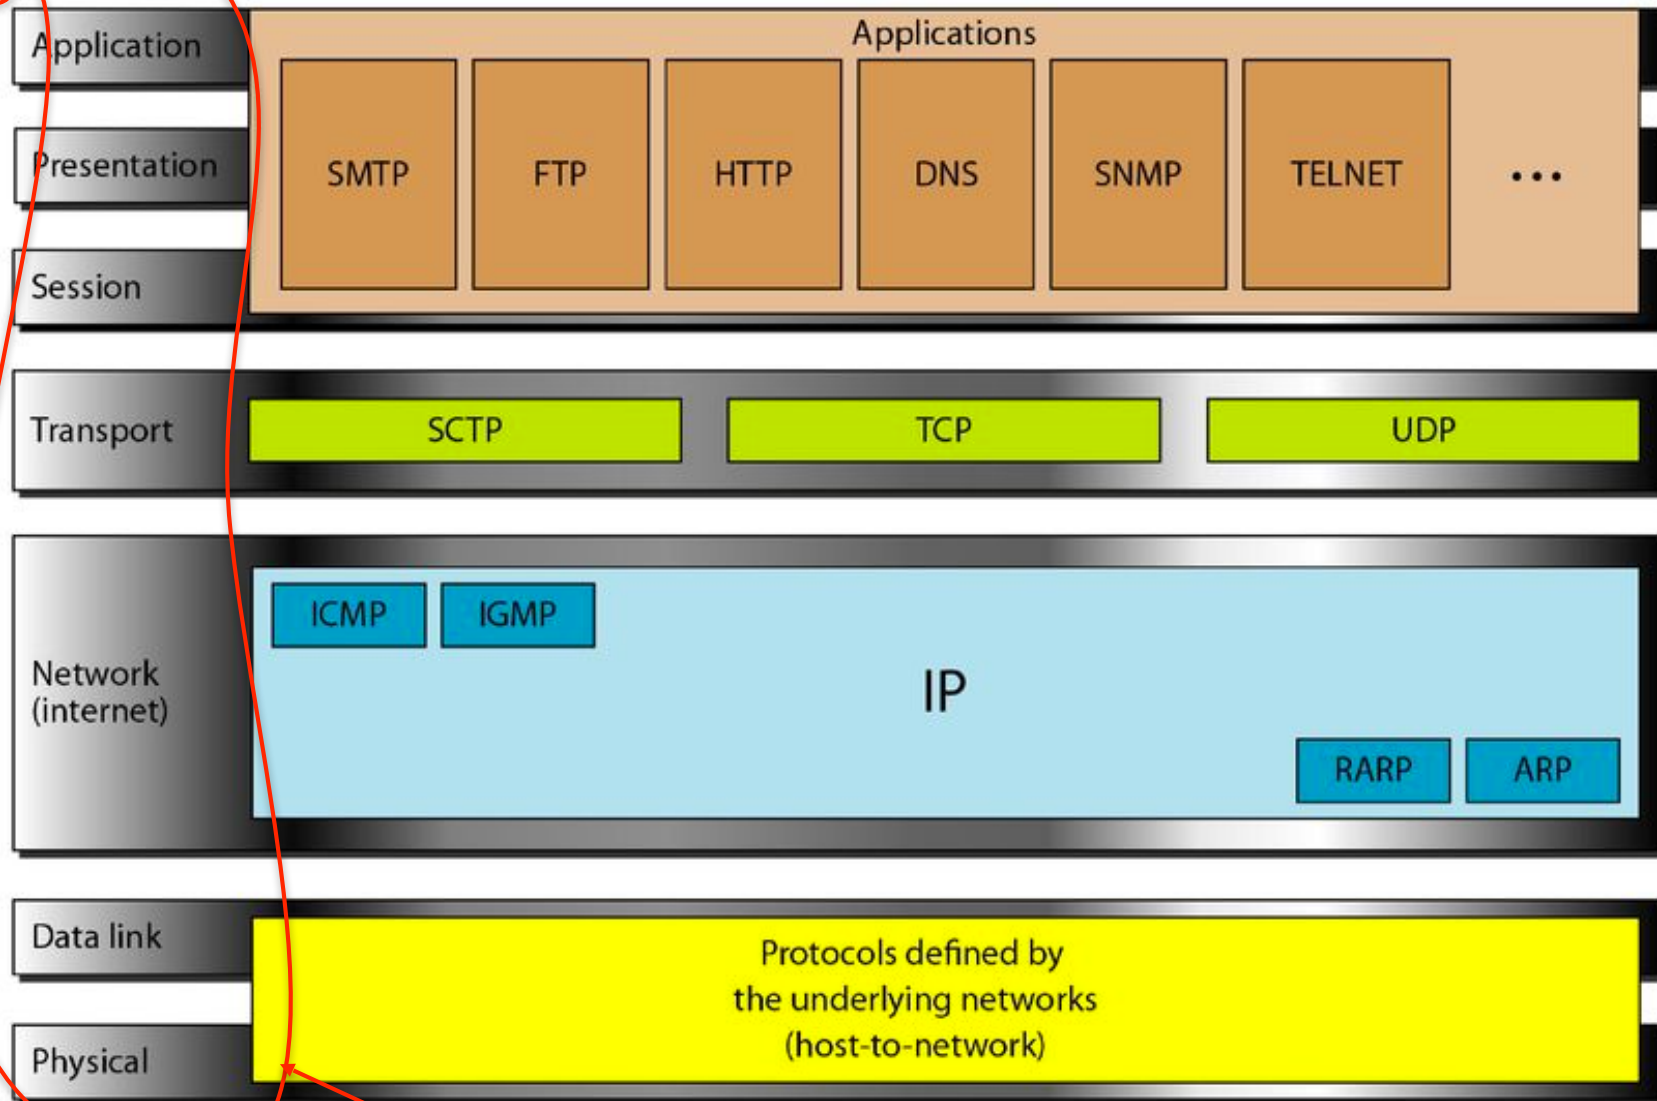 Application
Applications
Presentation
SMTP
FTP
HTTP
DNS
SNMP
TELNET
...
Session
Transport
SCTP
TCP
UDP
ICMP
IGMP
Network
(internet)
IP
RARP
ARP
Data link
Protocols defined by
the underlying networks
(host-to-network)
Physical